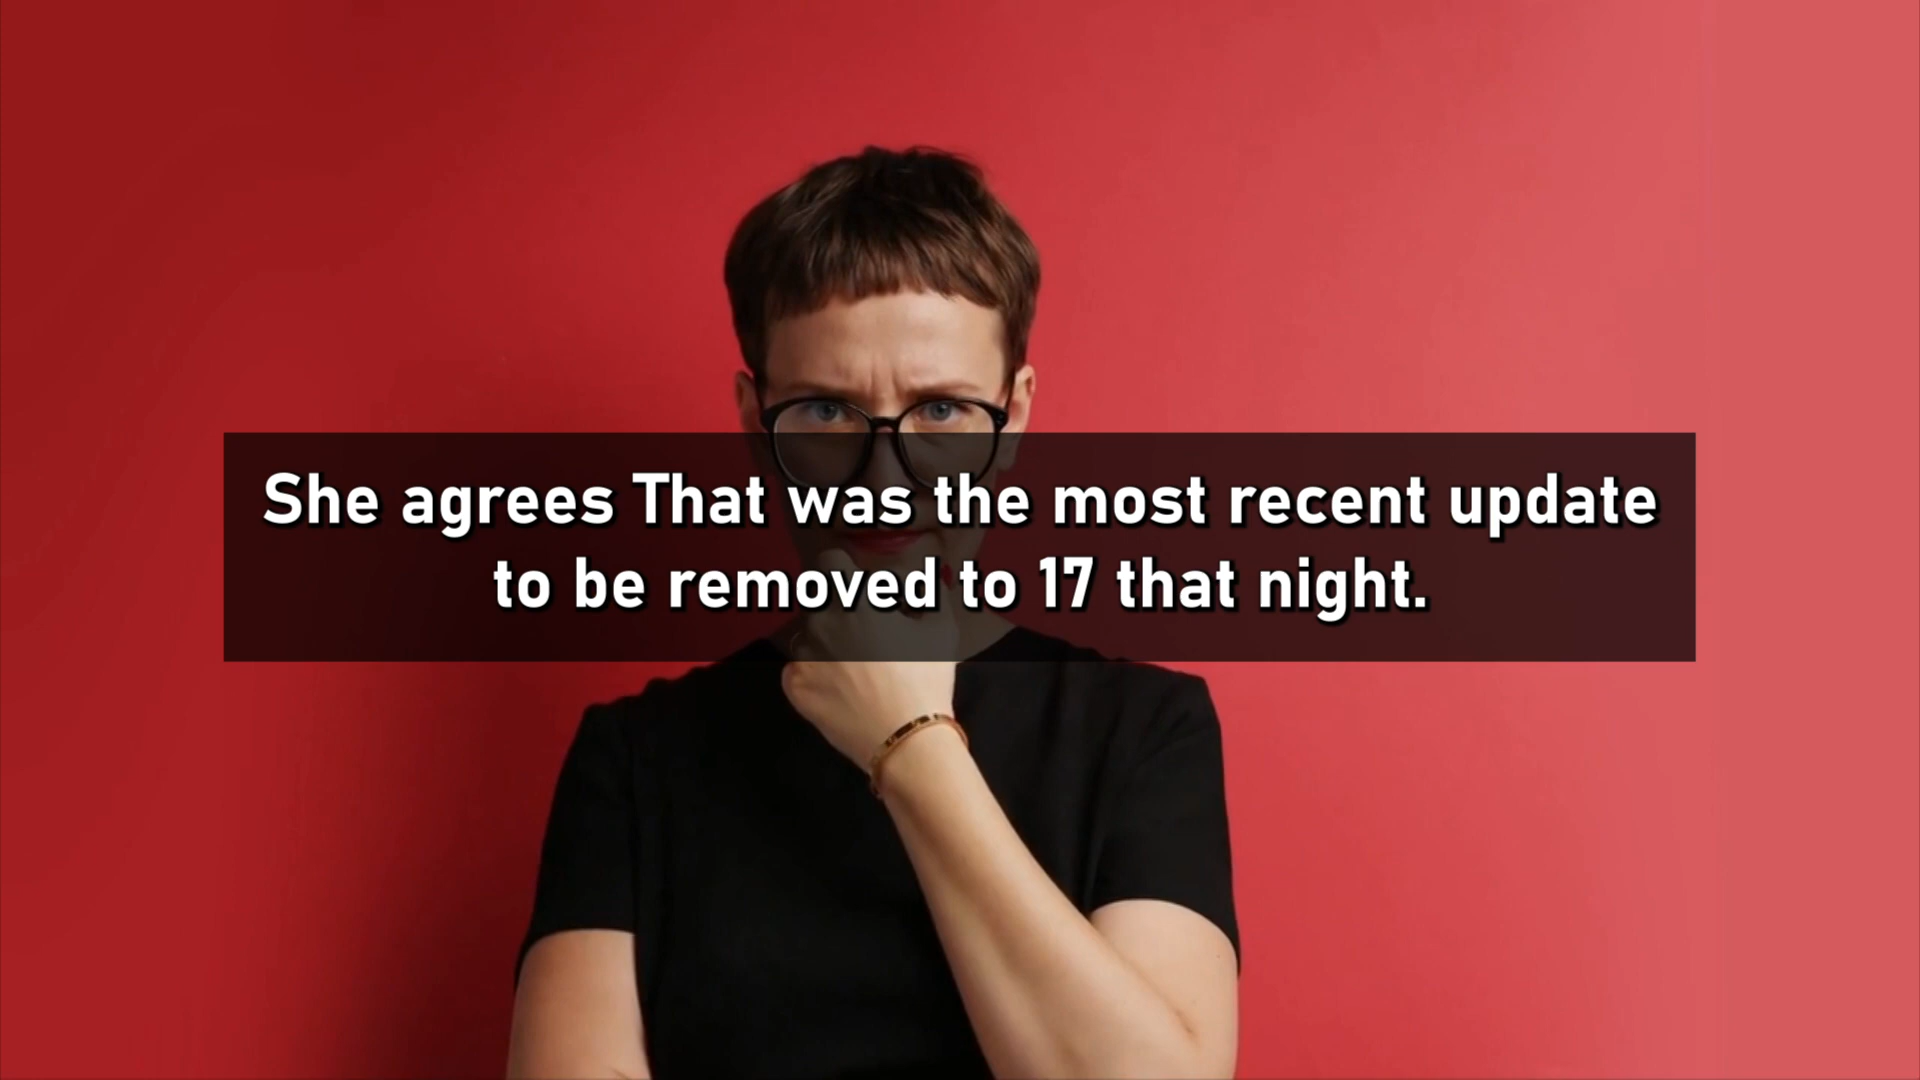 She agrees That was the most recent update
to be removed to 17 that night.